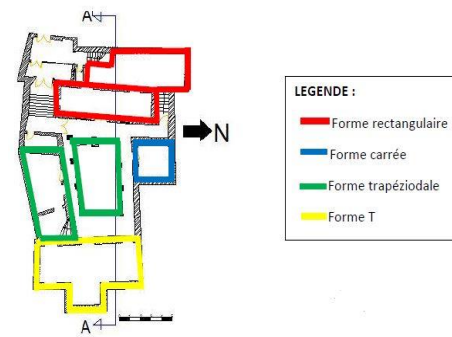 A
N
LEGENDE :
Forme rectangulaire
Forme carrée
Forme trapéziodale
Forme T
A